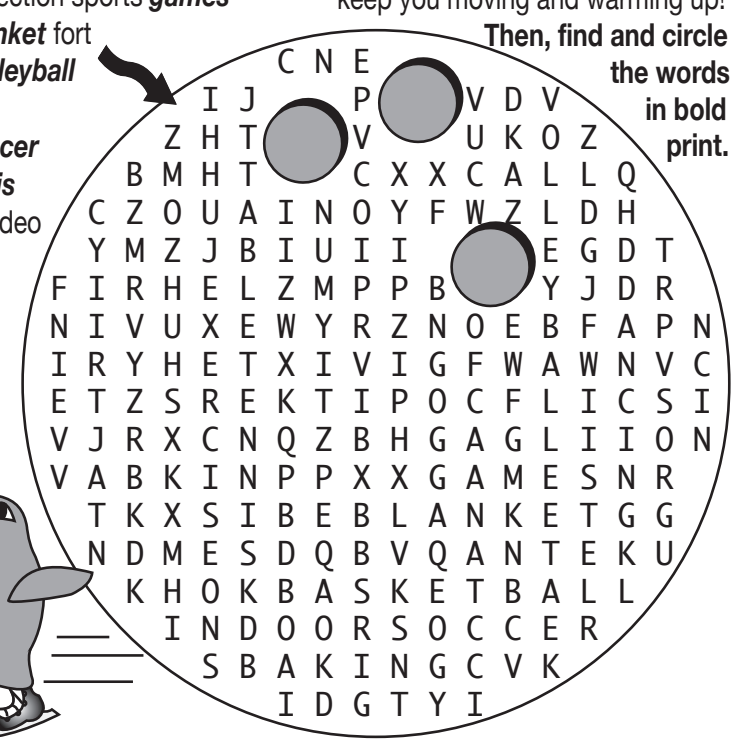 ection sports games
nket fort
leyball
cer
is
deo
keep you moving and warming up!
Then, find and circle
the words
in bold
print.
C N E
I J P V D V
Z H T V U K O Z
B M H T C X X C A L L Q
C Z O U A I N O Y F W Z L D H
Y M Z J B I U I I E G D T
F I R H E L Z M P P B Y J D R
N I V U X E W Y R Z N O E B F A P N
I R Y H E T X I V I G F W A W N V C
E T Z S R E K T I P O C F L I C S I
V J R X C N Q Z B H G A G L I I O N
V A B K I N P P X X G A M E S N R
T K X S I B E B L A N K E T G G
N D M E S D Q B V Q A N T E K U
K H O K B A S K E T B A L L
I N D O O R S O C C E R
S B A K I N G C V K
I D G T Y I